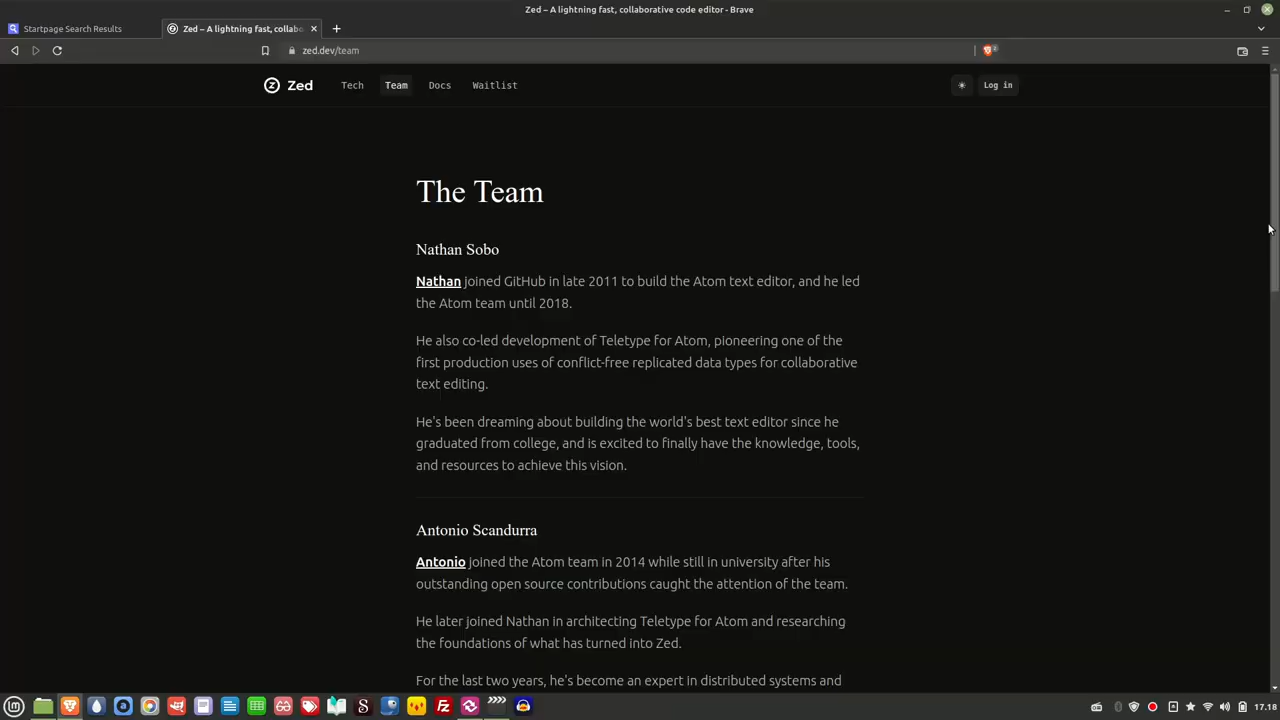 Zed – A lightning fast, collaborative code editor - Brave
Startpage Search Results
Zed – A lightning fast, collabo
zed.dev/team
Zed
Tech
Team
Docs
Waitlist
Log in
The Team
Nathan Sobo
Nathan joined GitHub in late 2011 to build the Atom text editor, and he led
the Atom team until 2018.
He also co-led development of Teletype for Atom, pioneering one of the
first production uses of conflict-free replicated data types for collaborative
text editing.
He's been dreaming about building the world's best text editor since he
graduated from college, and is excited to finally have the knowledge, tools,
and resources to achieve this vision.
Antonio Scandurra
Antonio joined the Atom team in 2014 while still in university after his
outstanding open source contributions caught the attention of the team.
He later joined Nathan in architecting Teletype for Atom and researching
the foundations of what has turned into Zed.
For the last two years, he's become an expert in distributed systems and
17.18